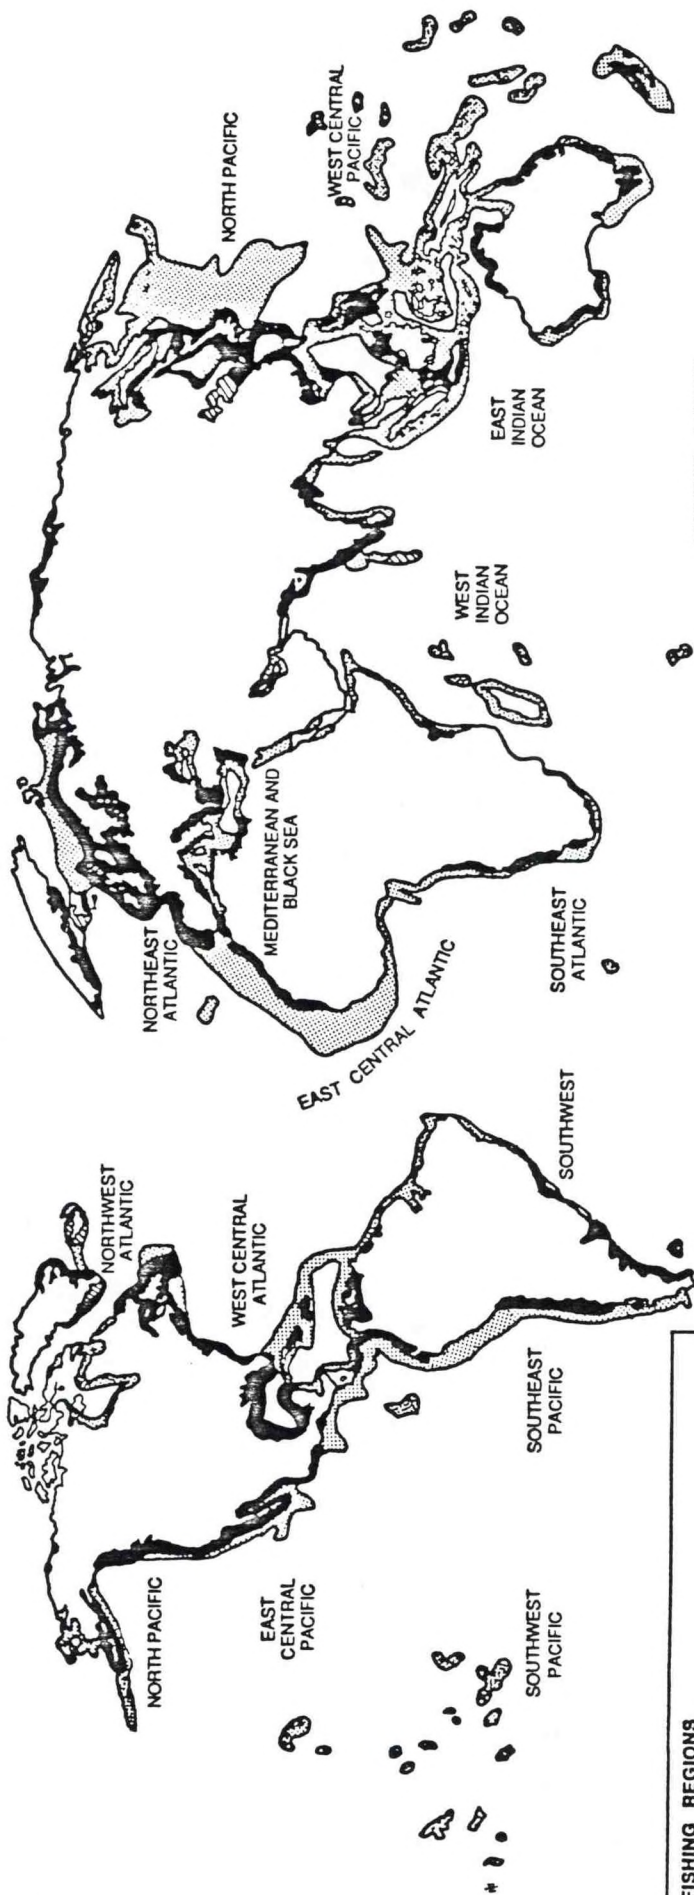 NORTH PACIFIC
EAST
CENTRAL
PACIFIC
SOUTHWEST
PACIFIC
NORTHWEST
ATLANTIC
WEST CENTRAL
ATLANTIC
SOUTHEAST
PACIFIC
SOUTHWEST
NORTHEAST
ATLANTIC
MEDITERRANEAN AND
BLACK SEA
EAST CENTRAL ATLANTIC
SOUTHEAST
ATLANTIC
WEST
INDIAN
OCEAN
EAST
INDIAN
OCEAN
NORTH PACIFIC
WEST CENTRAL
PACIFIC
FISHING REGIONS